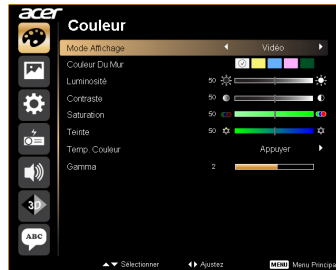 acer
Couleur
Mode Affichage Vidéo
Couleur Du Mur
Luminosité 50
Contraste 50
Saturation 50
Teinte 50
Temp. Couleur Appuyer
Gamma 2
3D
ABC
Sélectionner Ajustez MENU Menu Principa